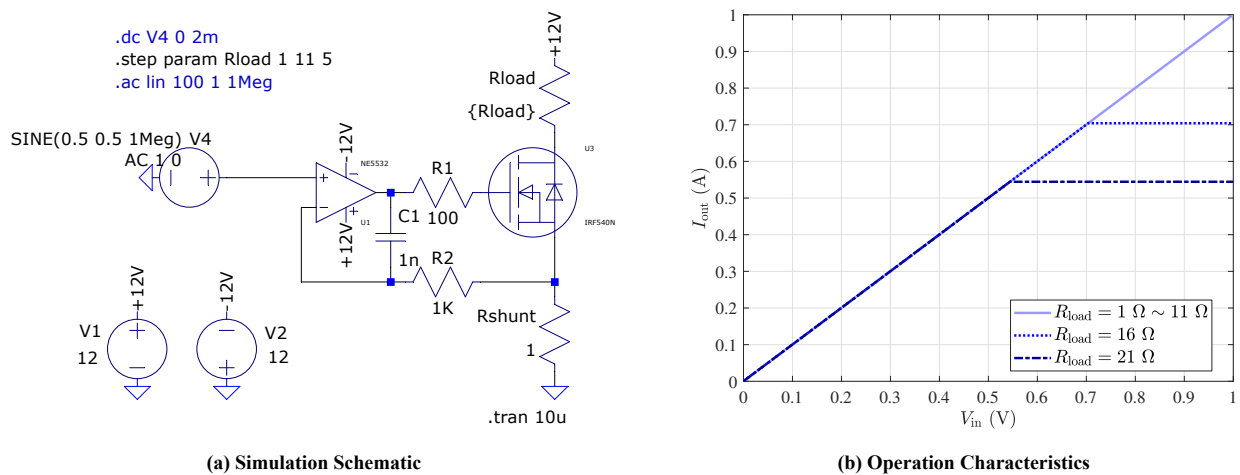 .dc V4 0 2m
.step param Rload 1 11 5
.ac lin 100 1 1Meg
SINE(0.5 0.5 1Meg) V4
AC 1 0
-12V
NE5532
U1
+12V
R1
100
C1
1n
R2
1K
+12V
Rload
{Rload}
U3
IRF540N
Rshunt
1
+12V
V1
12
-12V
V2
12
.tran 10u
(a) Simulation Schematic
1
0.9
0.8
0.7
0.6
0.5
0.4
0.3
0.2
0.1
0
I_out (A)
0 0.1 0.2 0.3 0.4 0.5 0.6 0.7 0.8 0.9 1
V_in (V)
R_load = 1 Ω ~ 11 Ω
R_load = 16 Ω
R_load = 21 Ω
(b) Operation Characteristics